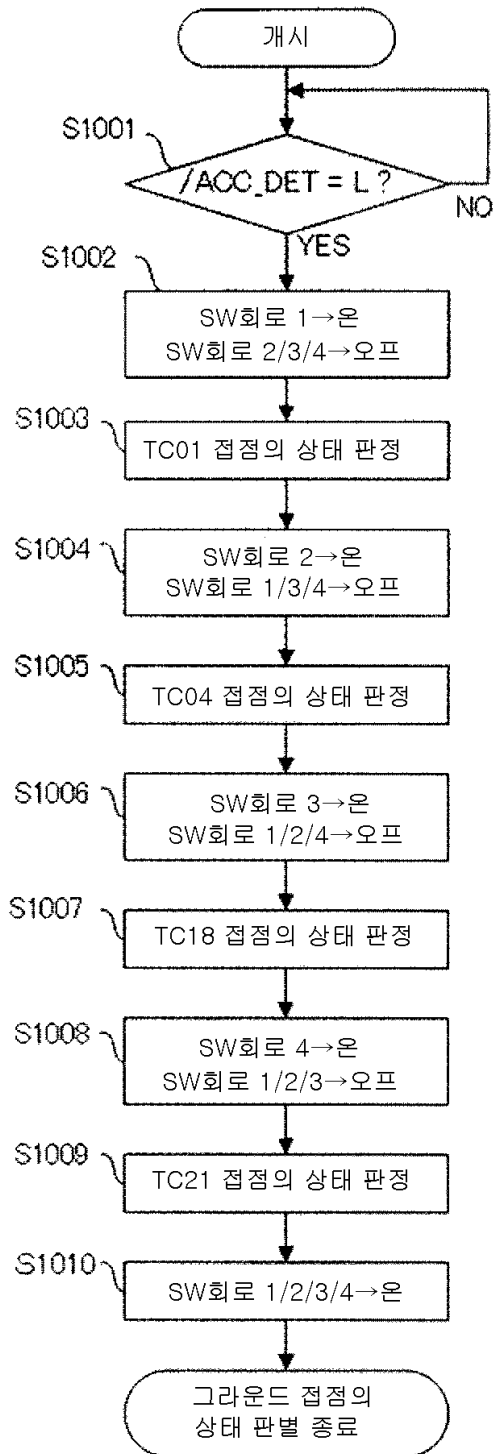 개시
S1001
/ACC_DET = L ?
NO
YES
S1002
SW회로 1→온
SW회로 2/3/4→오프
S1003
TC01 접점의 상태 판정
S1004
SW회로 2→온
SW회로 1/3/4→오프
S1005
TC04 접점의 상태 판정
S1006
SW회로 3→온
SW회로 1/2/4→오프
S1007
TC18 접점의 상태 판정
S1008
SW회로 4→온
SW회로 1/2/3→오프
S1009
TC21 접점의 상태 판정
S1010
SW회로 1/2/3/4→온
그라운드 접점의
상태 판별 종료